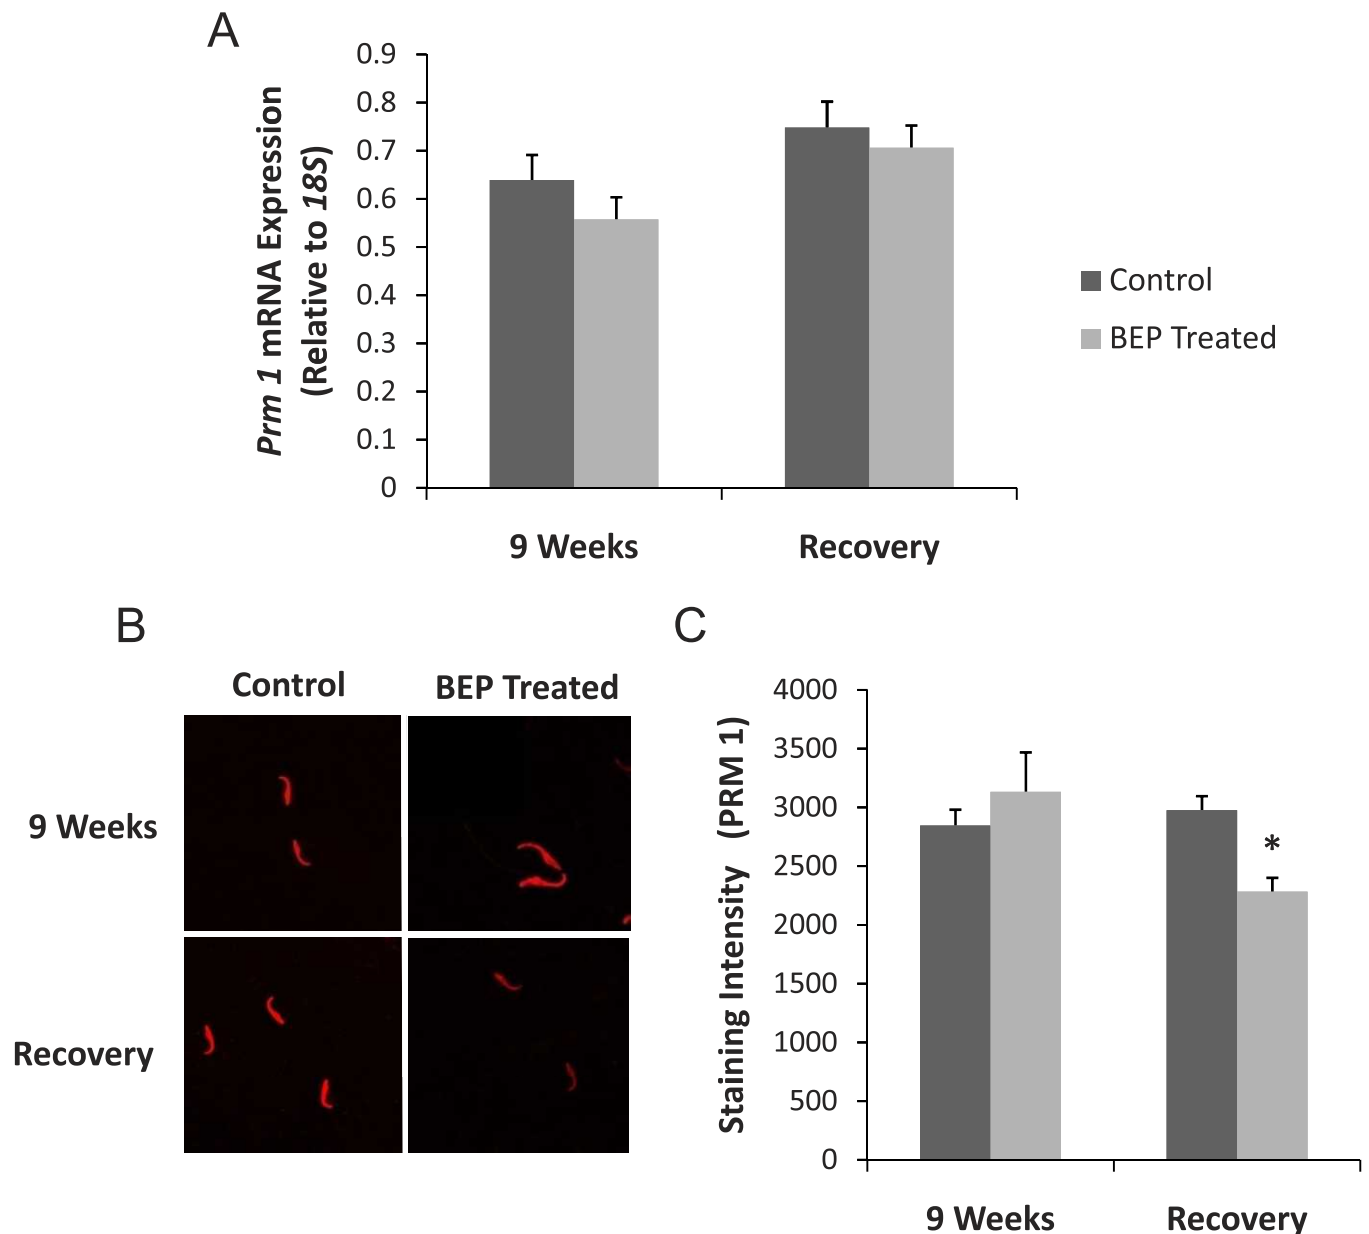 A
0.9
0.8
0.7
0.6
0.5
0.4
0.3
0.2
0.1
0
Prm 1 mRNA Expression
(Relative to 18S)
9 Weeks
Recovery
Control
BEP Treated
B
Control
BEP Treated
9 Weeks
Recovery
C
4000
3500
3000
2500
2000
1500
1000
500
0
Staining Intensity (PRM 1)
*
9 Weeks
Recovery